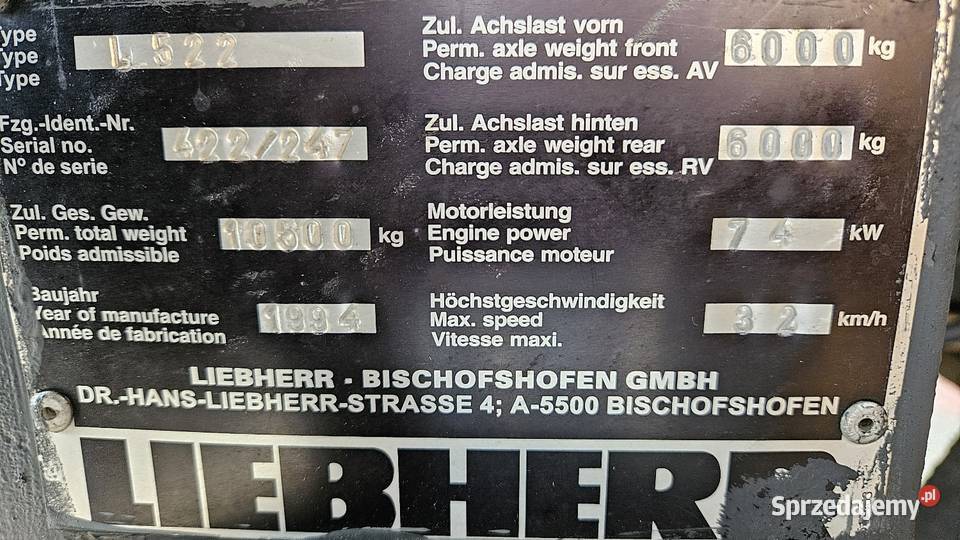 Type
Type L 522
Type
Fzg.-Ident.-Nr.
Serial no. 422/247
N° de serie
Zul. Ges. Gew.
Perm. total weight 10500 kg
Poids admissible
Baujahr
Year of manufacture 1994
Année de fabrication
Zul. Achslast vorn
Perm. axle weight front 6000 kg
Charge admis. sur ess. AV
Zul. Achslast hinten
Perm. axle weight rear 6000 kg
Charge admis. sur ess. RV
Motorleistung
Engine power 74 kW
Puissance moteur
Höchstgeschwindigkeit
Max. speed 32 km/h
Vitesse maxi.
LIEBHERR - BISCHOFSHOFEN GMBH
DR.-HANS-LIEBHERR-STRASSE 4; A-5500 BISCHOFSHOFEN
LIEBHERR
Sprzedajemy.pl